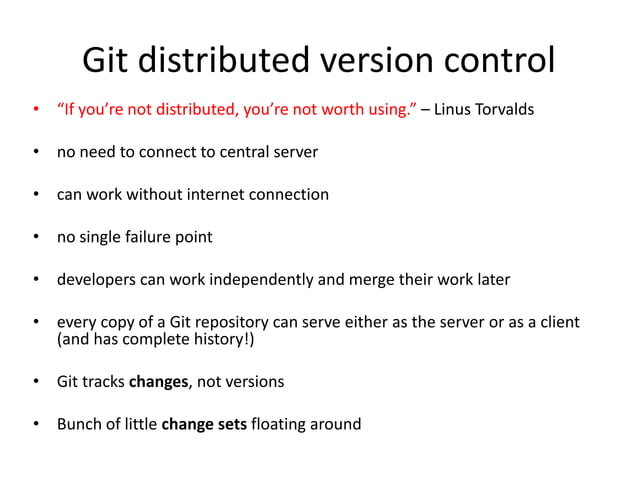 Git distributed version control
• “If you’re not distributed, you’re not worth using.” – Linus Torvalds
• no need to connect to central server
• can work without internet connection
• no single failure point
• developers can work independently and merge their work later
• every copy of a Git repository can serve either as the server or as a client
(and has complete history!)
• Git tracks changes, not versions
• Bunch of little change sets floating around